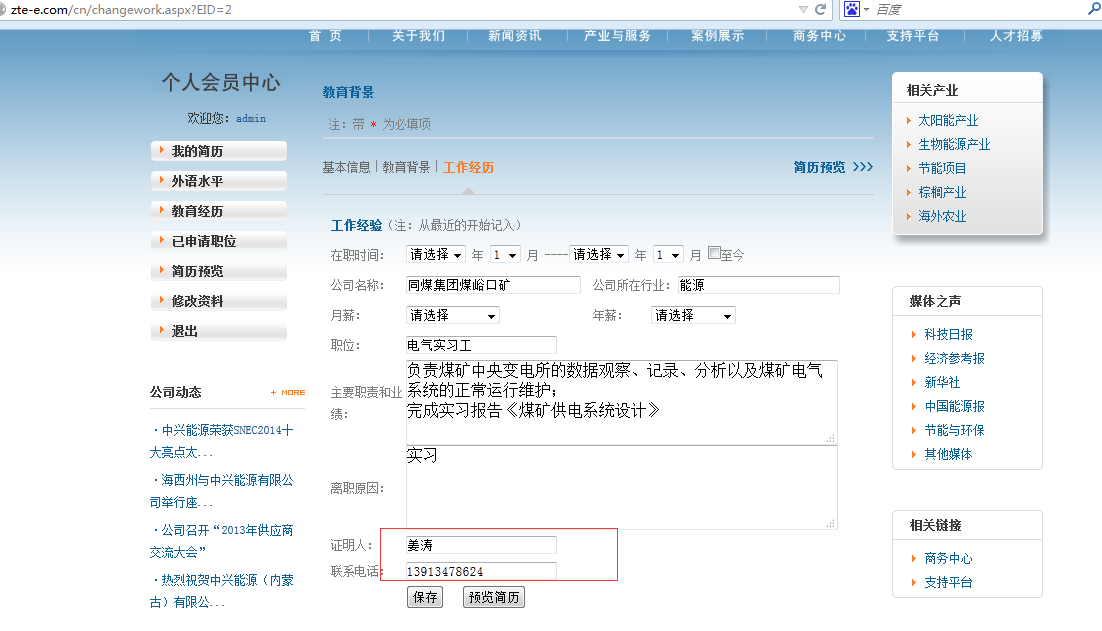 zte-e.com/cn/changework.aspx?EID=2
百度
首 页
关于我们
新闻资讯
产业与服务
案例展示
商务中心
支持平台
人才招募
个人会员中心
欢迎您：admin
我的简历
外语水平
教育经历
已申请职位
简历预览
修改资料
退出
公司动态
+ MORE
·中兴能源荣获SNEC2014十
大亮点太...
·海西州与中兴能源有限公
司举行座...
·公司召开“2013年供应商
交流大会”
·热烈祝贺中兴能源（内蒙
古）有限公...
教育背景
注：带 * 为必填项
基本信息 | 教育背景 | 工作经历
简历预览 >>>
工作经验（注：从最近的开始记入）
在职时间： 请选择 年 1 月 ---- 请选择 年 1 月 至今
公司名称： 同煤集团煤峪口矿 公司所在行业： 能源
月薪： 请选择 年薪： 请选择
职位： 电气实习工
主要职责和业
绩：
负责煤矿中央变电所的数据观察、记录、分析以及煤矿电气
系统的正常运行维护；
完成实习报告《煤矿供电系统设计》
离职原因： 实习
证明人： 姜涛
联系电话： 13913478624
保存 预览简历
相关产业
太阳能产业
生物能源产业
节能项目
棕榈产业
海外农业
媒体之声
科技日报
经济参考报
新华社
中国能源报
节能与环保
其他媒体
相关链接
商务中心
支持平台